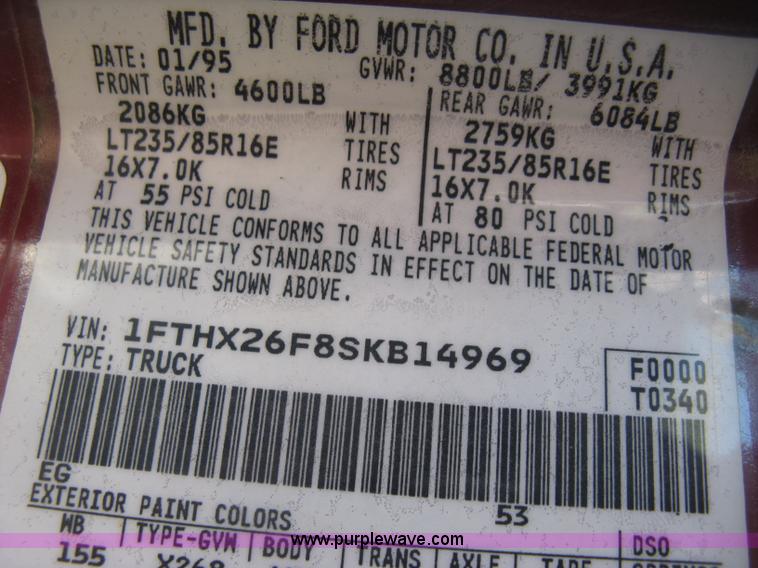 MFD. BY FORD MOTOR CO. IN U.S.A.
DATE: 01/95 GVWR: 8800LB/ 3991KG
FRONT GAWR: 4600LB REAR GAWR: 6084LB
2086KG WITH 2759KG WITH
LT235/85R16E TIRES LT235/85R16E TIRES
16X7.0K RIMS 16X7.0K RIMS
AT 55 PSI COLD AT 80 PSI COLD
THIS VEHICLE CONFORMS TO ALL APPLICABLE FEDERAL MOTOR
VEHICLE SAFETY STANDARDS IN EFFECT ON THE DATE OF
MANUFACTURE SHOWN ABOVE.
VIN: 1FTHX26F8SKB14969 F0000
TYPE: TRUCK T0340
EG
EXTERIOR PAINT COLORS 53
WB TYPE-GVW BODY TRANS AXLE TAPE DSO
155 X268
www.purplewave.com